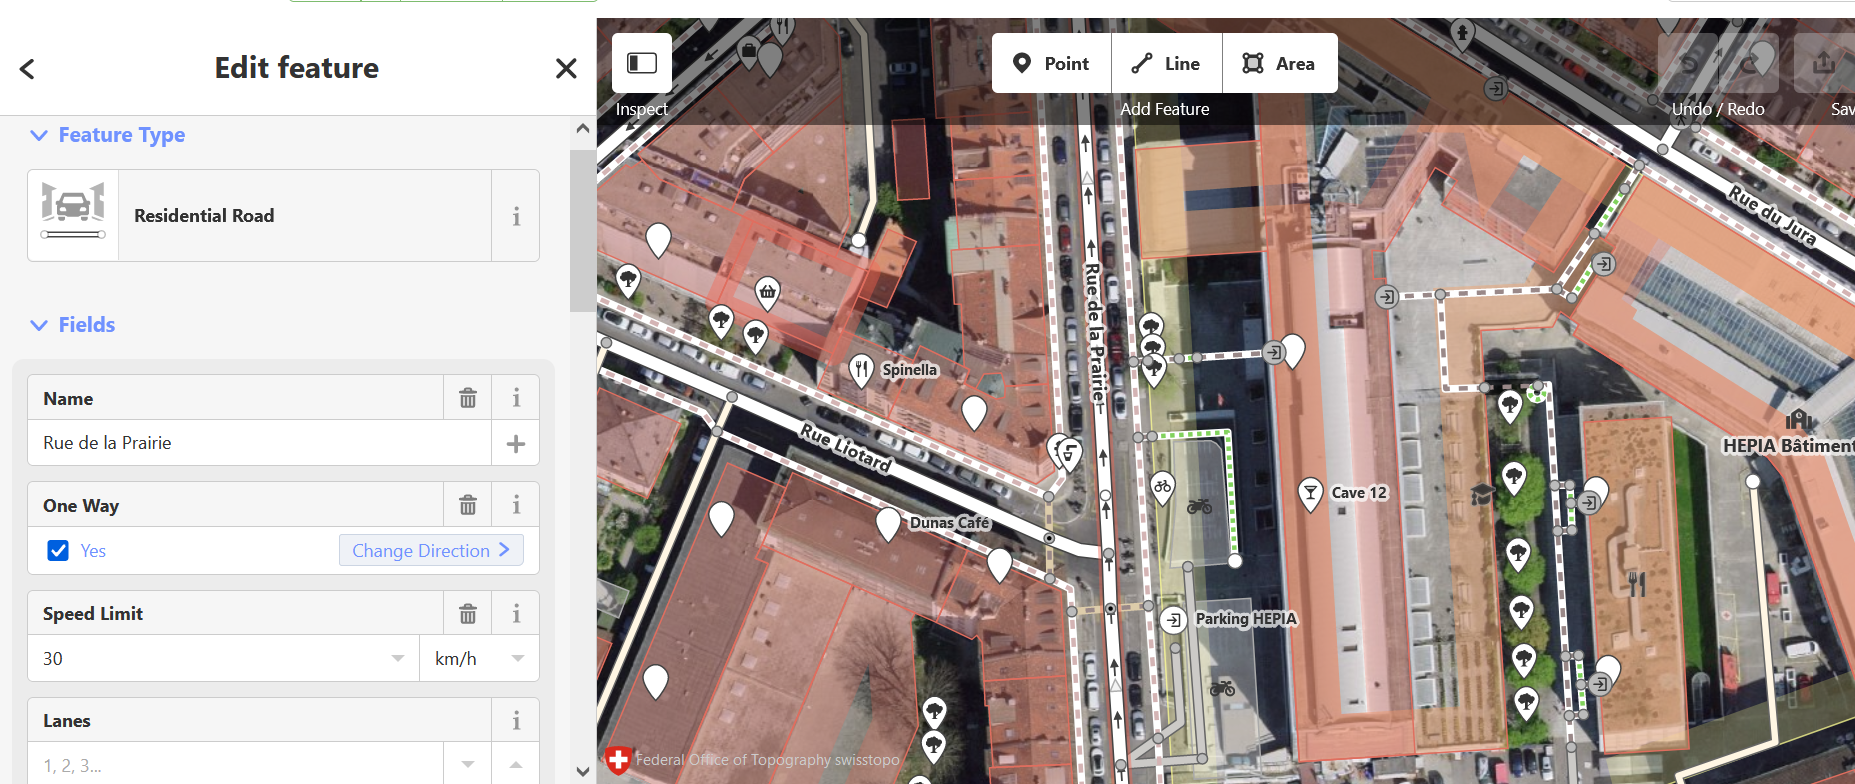 Edit feature
Feature Type
Residential Road
i
Fields
Name
i
Rue de la Prairie
One Way
i
Yes
Change Direction
Speed Limit
i
30
km/h
Lanes
i
1, 2, 3...
Inspect
Point
Line
Area
Add Feature
Undo / Redo
Sav
Rue du Jura
Rue de la Prairie
Spinella
Rue Liotard
Dunas Café
Cave 12
HEPIA Bâtiment
Parking HEPIA
Federal Office of Topography swisstopo